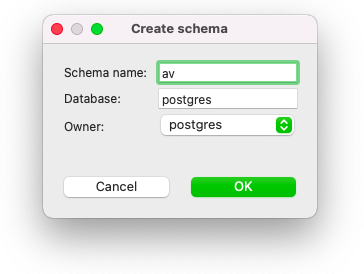 Create schema
Schema name: av
Database: postgres
Owner: postgres
Cancel OK